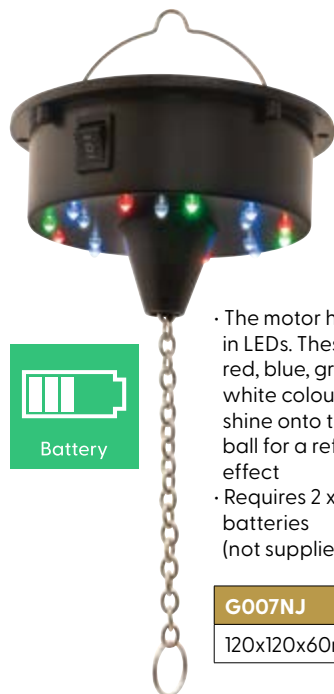 Battery
· The motor h
in LEDs. Thes
red, blue, gr
white colou
shine onto t
ball for a ref
effect
· Requires 2 x
batteries
(not supplie
G007NJ
120x120x60m